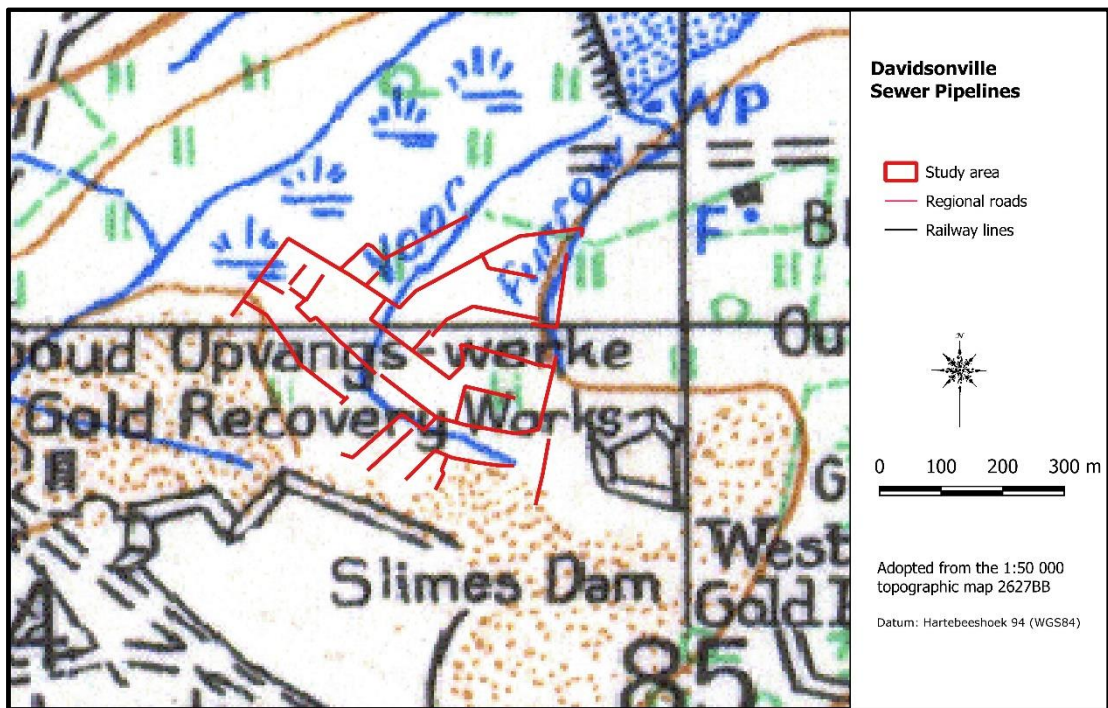 WP
Furrow
F
Bl
Voor
Goud Opvangs-werke
Ou
Gold Recovery Works
G
West
Slimes Dam
Gold
85
Davidsonville
Sewer Pipelines
Study area
Regional roads
Railway lines
N
0 100 200 300 m
Adopted from the 1:50 000
topographic map 2627BB
Datum: Hartebeeshoek 94 (WGS84)